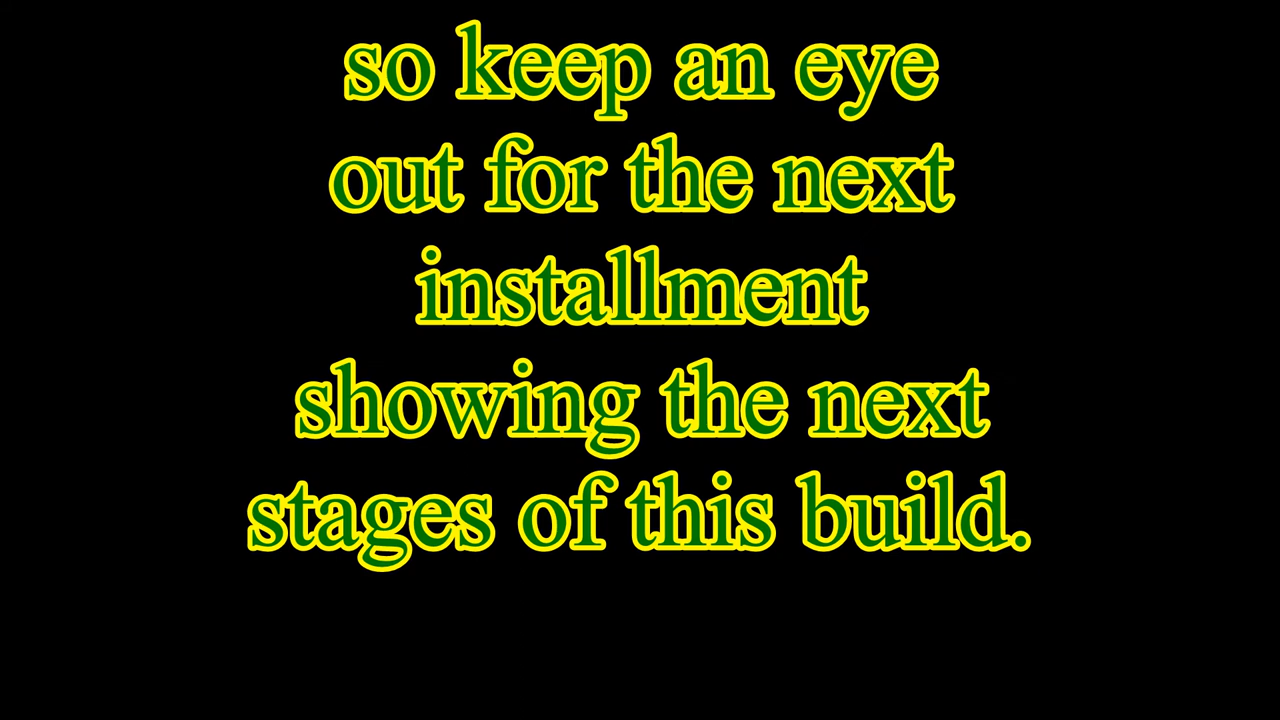 so keep an eye
out for the next
installment
showing the next
stages of this build.